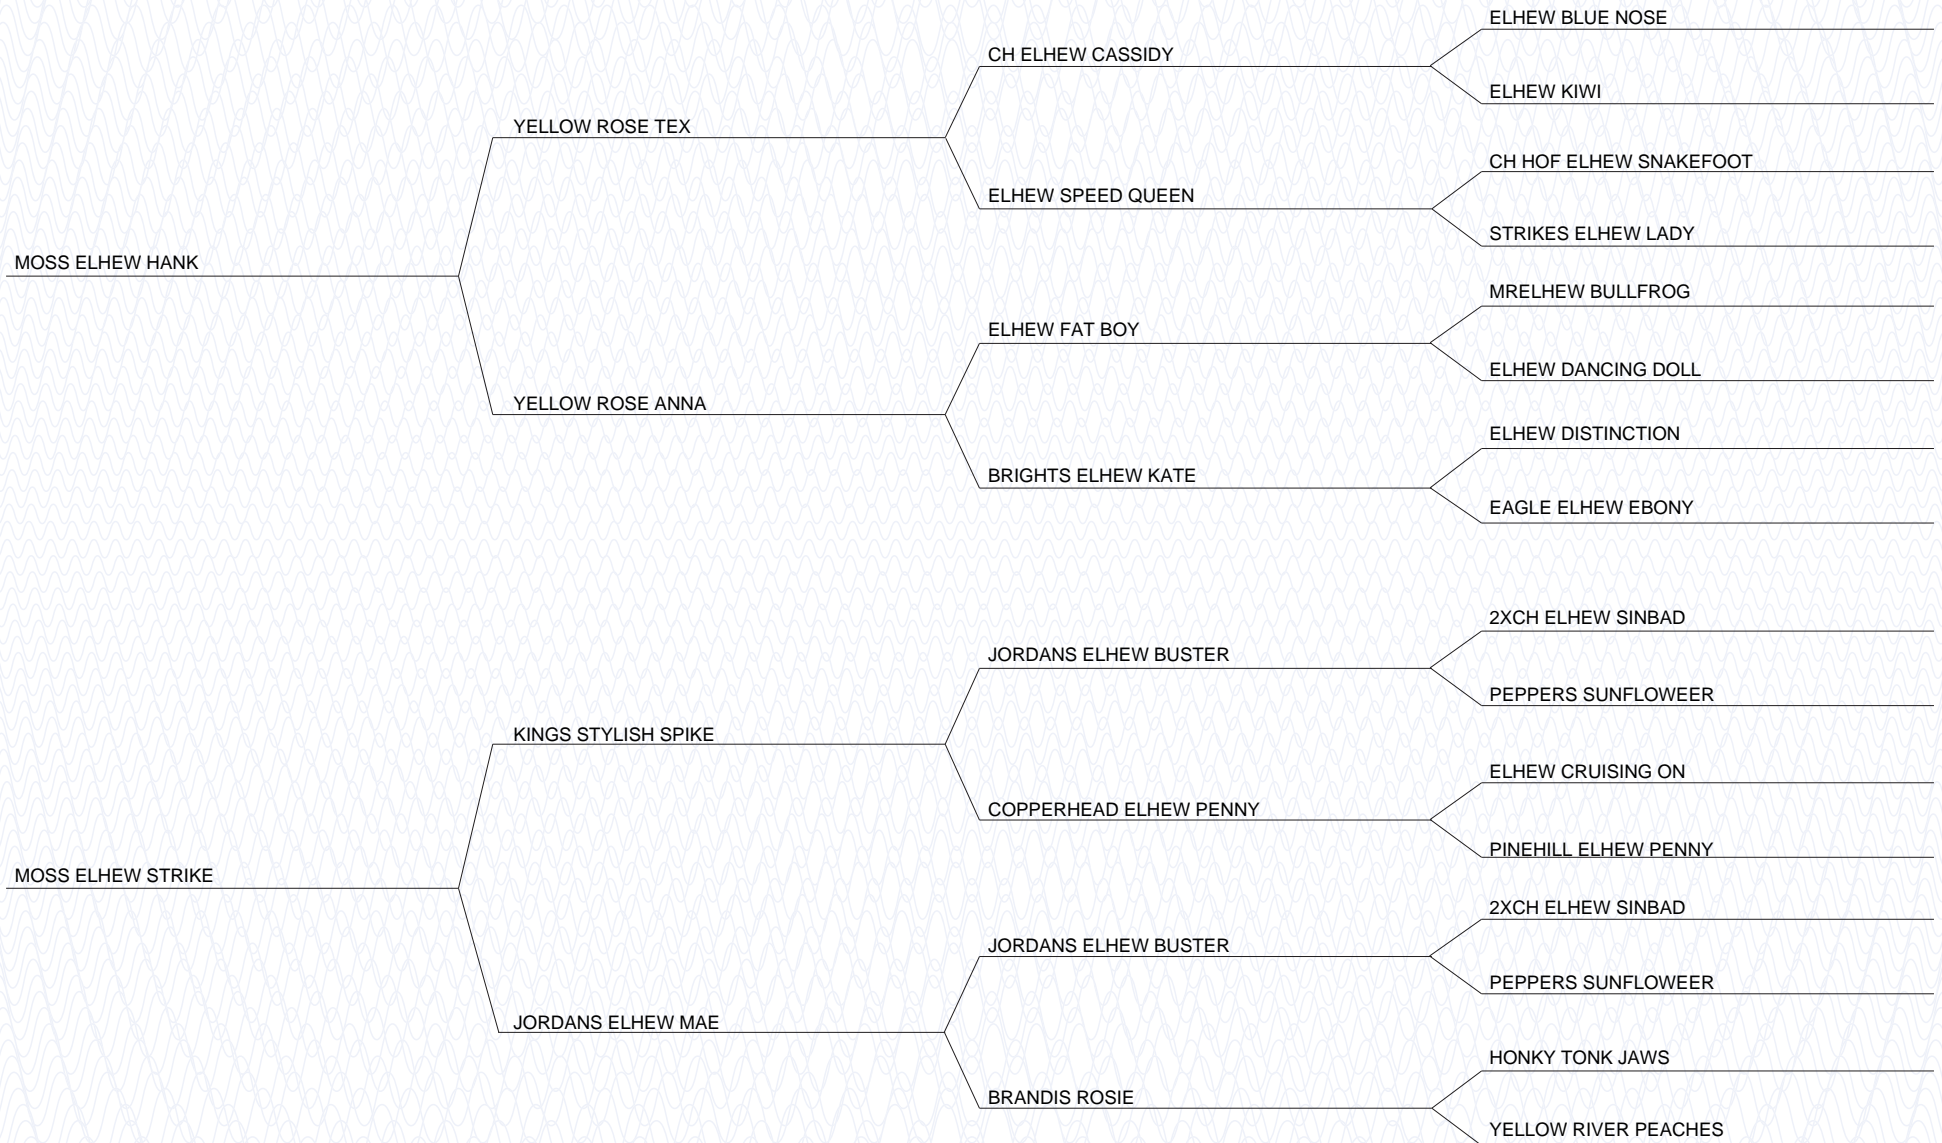 ELHEW BLUE NOSE
CH ELHEW CASSIDY
ELHEW KIWI
YELLOW ROSE TEX
CH HOF ELHEW SNAKEFOOT
ELHEW SPEED QUEEN
STRIKES ELHEW LADY
MOSS ELHEW HANK
MRELHEW BULLFROG
ELHEW FAT BOY
ELHEW DANCING DOLL
YELLOW ROSE ANNA
ELHEW DISTINCTION
BRIGHTS ELHEW KATE
EAGLE ELHEW EBONY
2XCH ELHEW SINBAD
JORDANS ELHEW BUSTER
PEPPERS SUNFLOWEER
KINGS STYLISH SPIKE
ELHEW CRUISING ON
COPPERHEAD ELHEW PENNY
PINEHILL ELHEW PENNY
MOSS ELHEW STRIKE
2XCH ELHEW SINBAD
JORDANS ELHEW BUSTER
PEPPERS SUNFLOWEER
JORDANS ELHEW MAE
HONKY TONK JAWS
BRANDIS ROSIE
YELLOW RIVER PEACHES